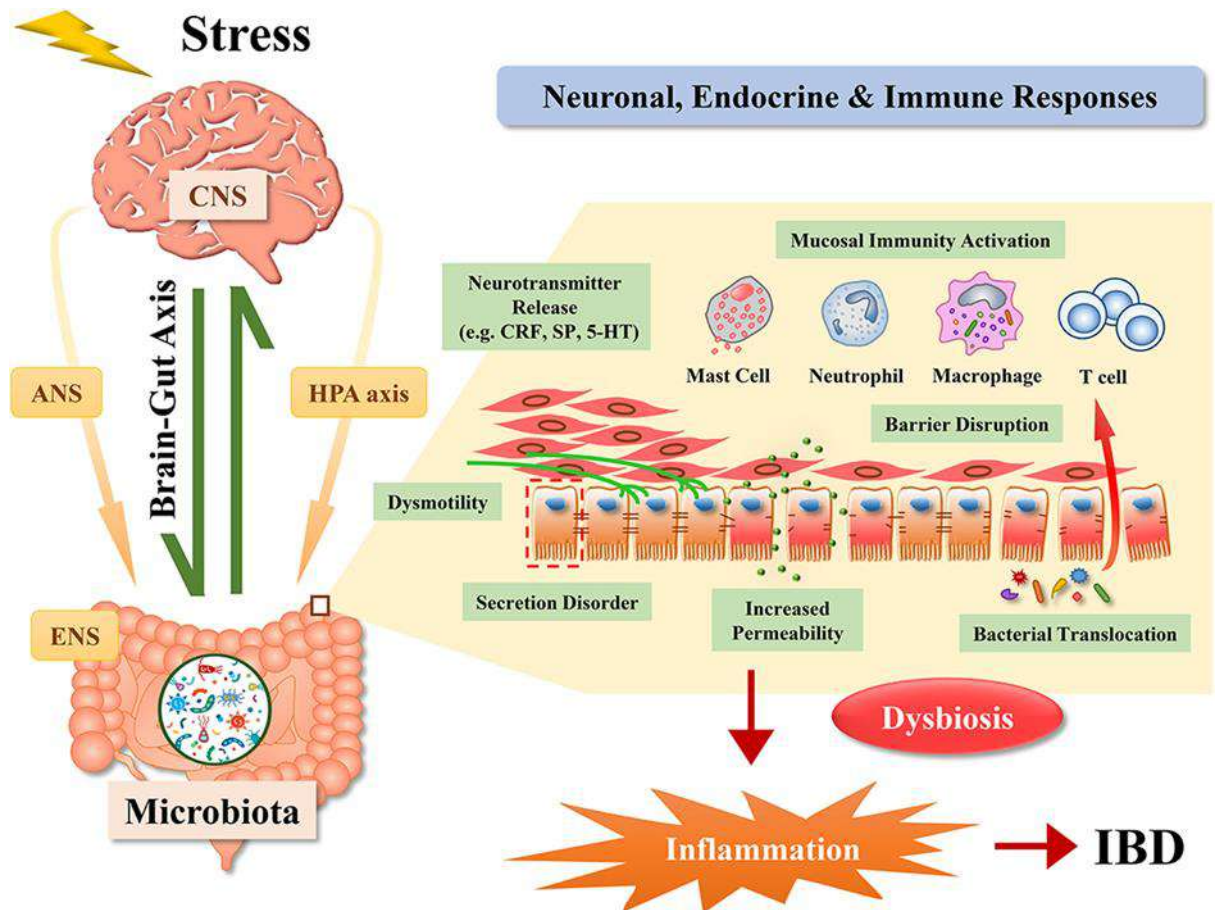 Stress
Neuronal, Endocrine & Immune Responses
CNS
Brain-Gut Axis
ANS
HPA axis
ENS
Microbiota
Mucosal Immunity Activation
Neurotransmitter
Release
(e.g. CRF, SP, 5-HT)
Mast Cell
Neutrophil
Macrophage
T cell
Barrier Disruption
Dysmotility
Secretion Disorder
Increased
Permeability
Bacterial Translocation
Dysbiosis
Inflammation
IBD